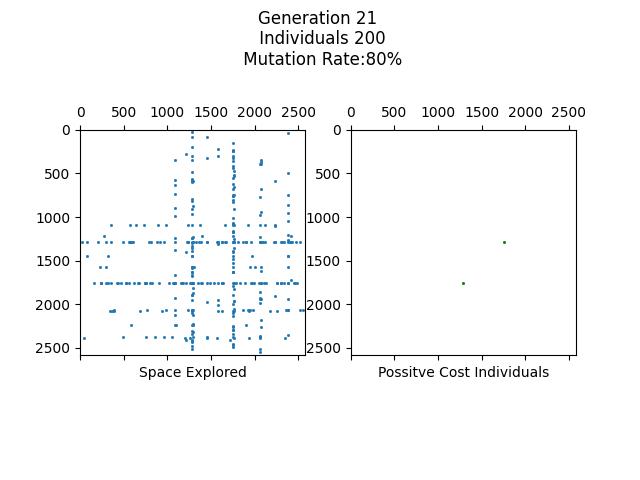 Generation 21
Individuals 200
Mutation Rate:80%
0 500 1000 1500 2000 2500
0 500 1000 1500 2000 2500
0
500
1000
1500
2000
2500
0
500
1000
1500
2000
2500
Space Explored
Possitve Cost Individuals